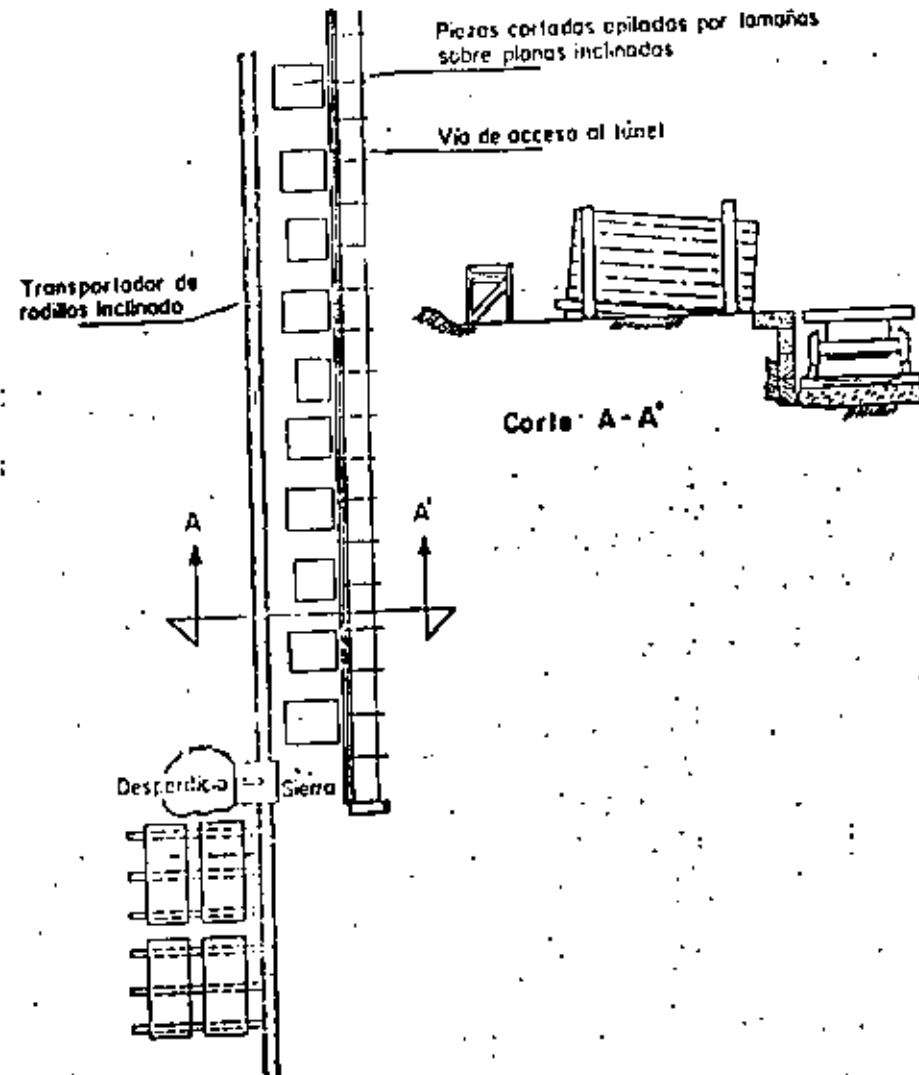 Piezas cortadas apiladas por tamaños
sobre planos inclinados
Vía de acceso al túnel
Transportador de
rodillos inclinado
Corte A - A'
A
A'
Desperdicio
Sierra